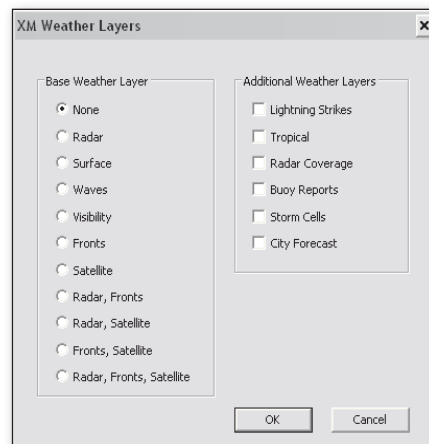 XM Weather Layers
Base Weather Layer
None
Radar
Surface
Waves
Visibility
Fronts
Satellite
Radar, Fronts
Radar, Satellite
Fronts, Satellite
Radar, Fronts, Satellite
Additional Weather Layers
Lightning Strikes
Tropical
Radar Coverage
Buoy Reports
Storm Cells
City Forecast
OK
Cancel